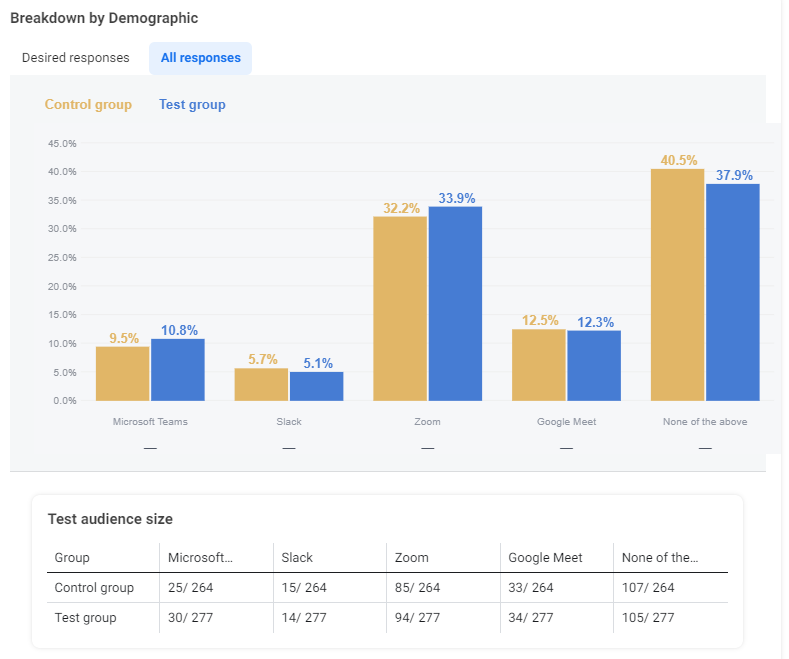 Breakdown by Demographic
Desired responses All responses
Control group Test group
45.0%
40.0%
35.0%
30.0%
25.0%
20.0%
15.0%
10.0%
5.0%
0.0%
9.5% 10.8% 5.7% 5.1% 32.2% 33.9% 12.5% 12.3% 40.5% 37.9%
Microsoft Teams Slack Zoom Google Meet None of the above
— — — — —
Test audience size
Group Microsoft... Slack Zoom Google Meet None of the...
Control group 25/ 264 15/ 264 85/ 264 33/ 264 107/ 264
Test group 30/ 277 14/ 277 94/ 277 34/ 277 105/ 277